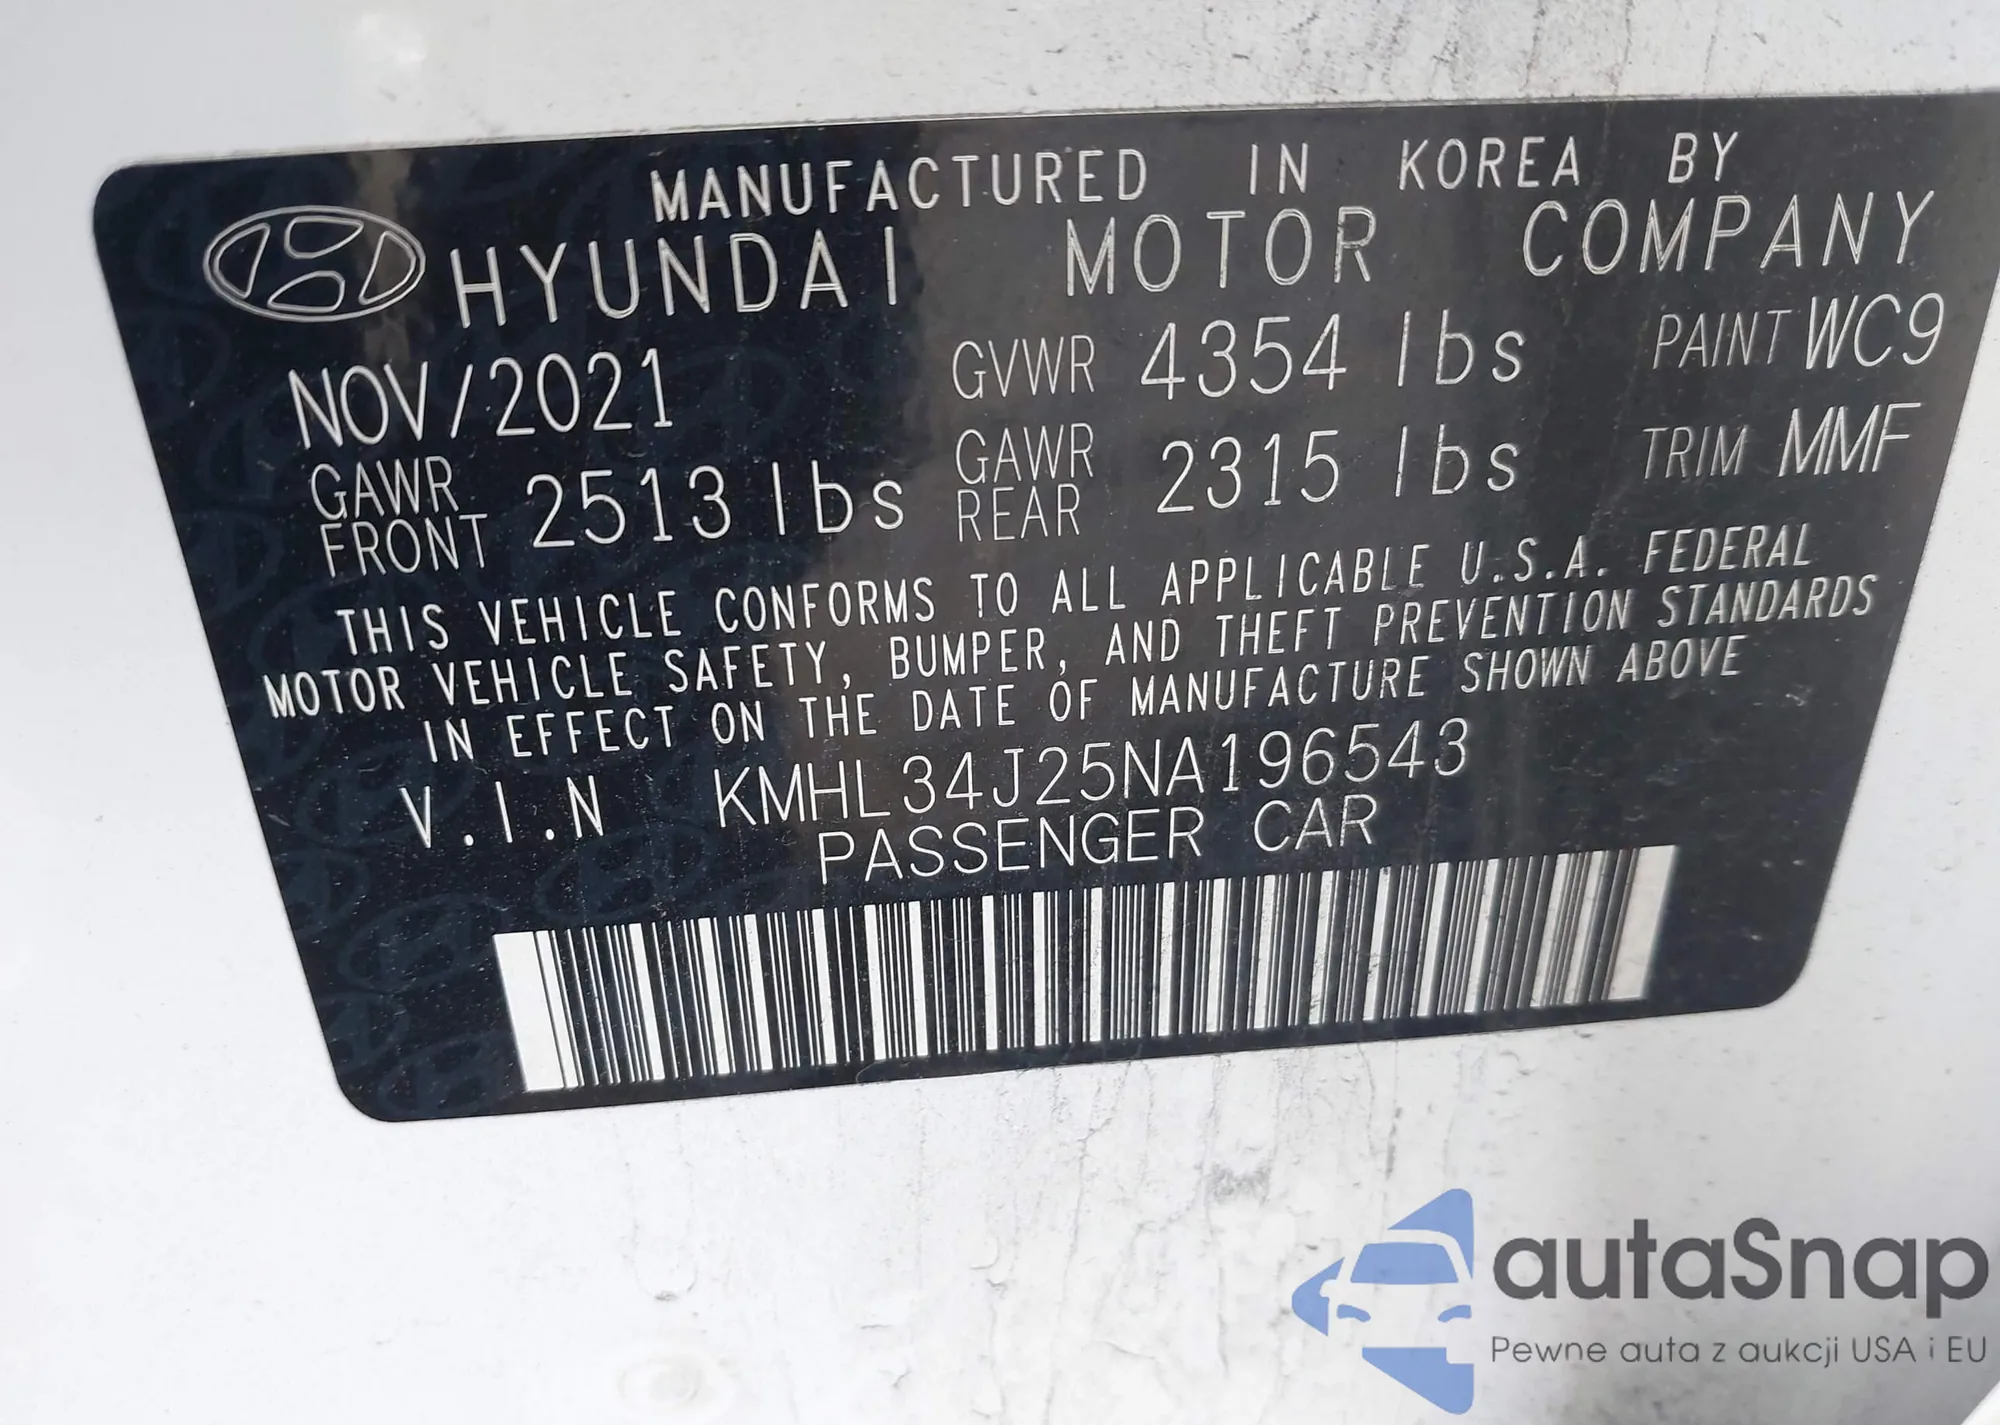 MANUFACTURED IN KOREA BY
HYUNDAI MOTOR COMPANY
NOV/2021 GVWR 4354 lbs PAINT WC9
GAWR FRONT 2513 lbs GAWR REAR 2315 lbs TRIM MMF
THIS VEHICLE CONFORMS TO ALL APPLICABLE U.S.A. FEDERAL
MOTOR VEHICLE SAFETY, BUMPER, AND THEFT PREVENTION STANDARDS
IN EFFECT ON THE DATE OF MANUFACTURE SHOWN ABOVE
V.I.N KMHL34J25NA196543
PASSENGER CAR
autaSnap
Pewne auta z aukcji USA i EU